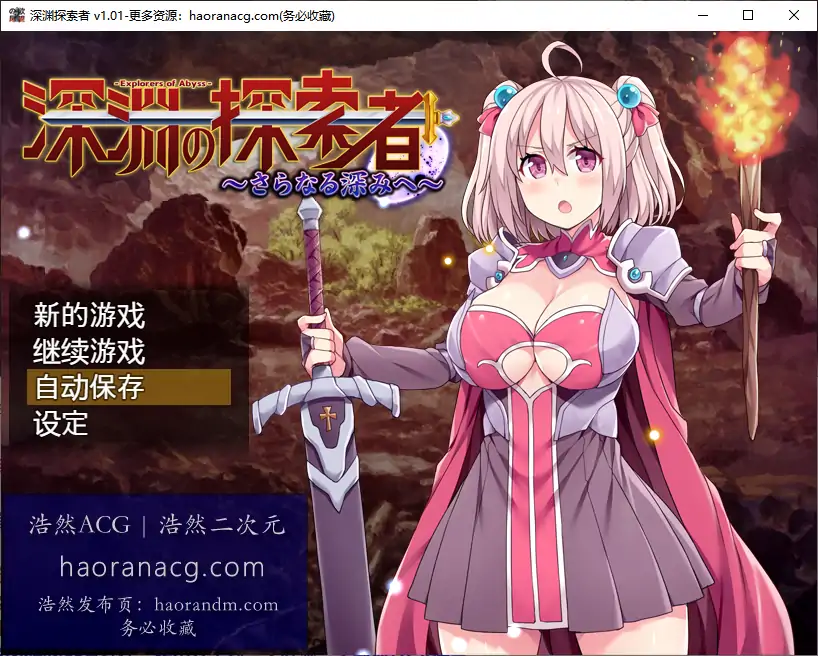 深渊探索者 v1.01-更多资源：haoranacg.com(务必收藏)
-Explorers of Abyss-
深淵の探索者
～さらなる深みへ～
新的游戏
继续游戏
自动保存
设定
浩然ACG | 浩然二次元
haoranacg.com
浩然发布页：haorandm.com
务必收藏